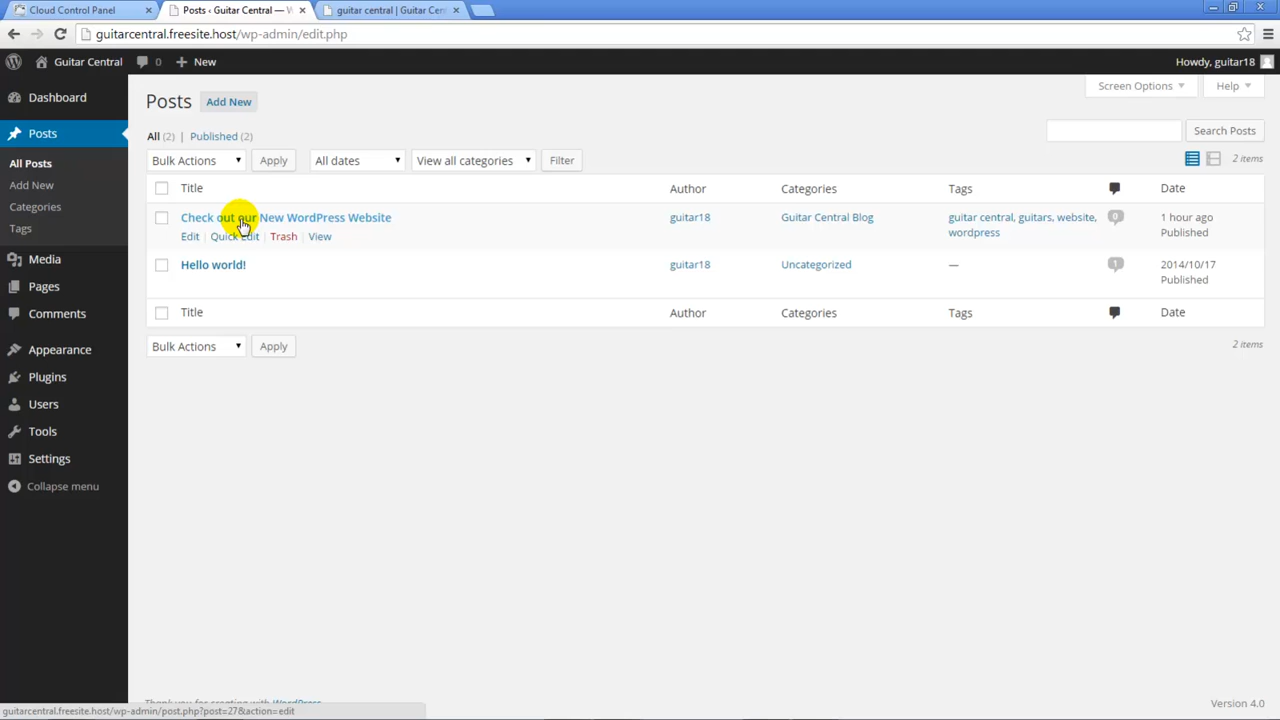 Cloud Control Panel
Posts ‹ Guitar Central — W
guitar central | Guitar Cen
guitarcentral.freesite.host/wp-admin/edit.php
Guitar Central 0 New Howdy, guitar18
Dashboard
Posts
All Posts
Add New
Categories
Tags
Media
Pages
Comments
Appearance
Plugins
Users
Tools
Settings
Collapse menu
Screen Options Help
Posts Add New
All (2) | Published (2)
Search Posts
Bulk Actions Apply All dates View all categories Filter 2 items
Title Author Categories Tags Date
Check out our New WordPress Website guitar18 Guitar Central Blog guitar central, guitars, website, 0 1 hour ago
wordpress Published
Edit | Quick Edit | Trash | View
Hello world! guitar18 Uncategorized — 1 2014/10/17
Published
Title Author Categories Tags Date
Bulk Actions Apply 2 items
Thank you for creating with WordPress Version 4.0
guitarcentral.freesite.host/wp-admin/post.php?post=27&action=edit